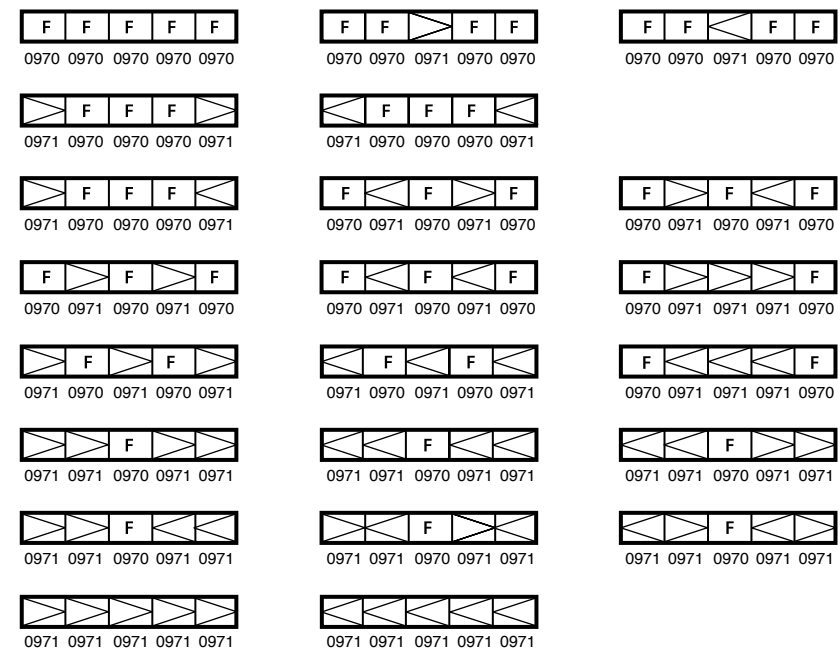 F F F F F F F F F F F F
0970 0970 0970 0970 0970 0970 0970 0971 0970 0970 0970 0970 0971 0970 0970
F F F F F F
0971 0970 0970 0970 0971 0971 0970 0970 0970 0971
F F F F F F F F F
0971 0970 0970 0970 0971 0970 0971 0970 0971 0970 0970 0971 0970 0971 0970
F F F F F F F F
0970 0971 0970 0971 0970 0970 0971 0970 0971 0970 0970 0971 0971 0971 0970
F F F F F F
0971 0970 0971 0970 0971 0971 0970 0971 0970 0971 0970 0971 0971 0971 0970
F F F
0971 0971 0970 0971 0971 0971 0971 0970 0971 0971 0971 0971 0970 0971 0971
F F F
0971 0971 0970 0971 0971 0971 0971 0970 0971 0971 0971 0971 0970 0971 0971
0971 0971 0971 0971 0971 0971 0971 0971 0971 0971